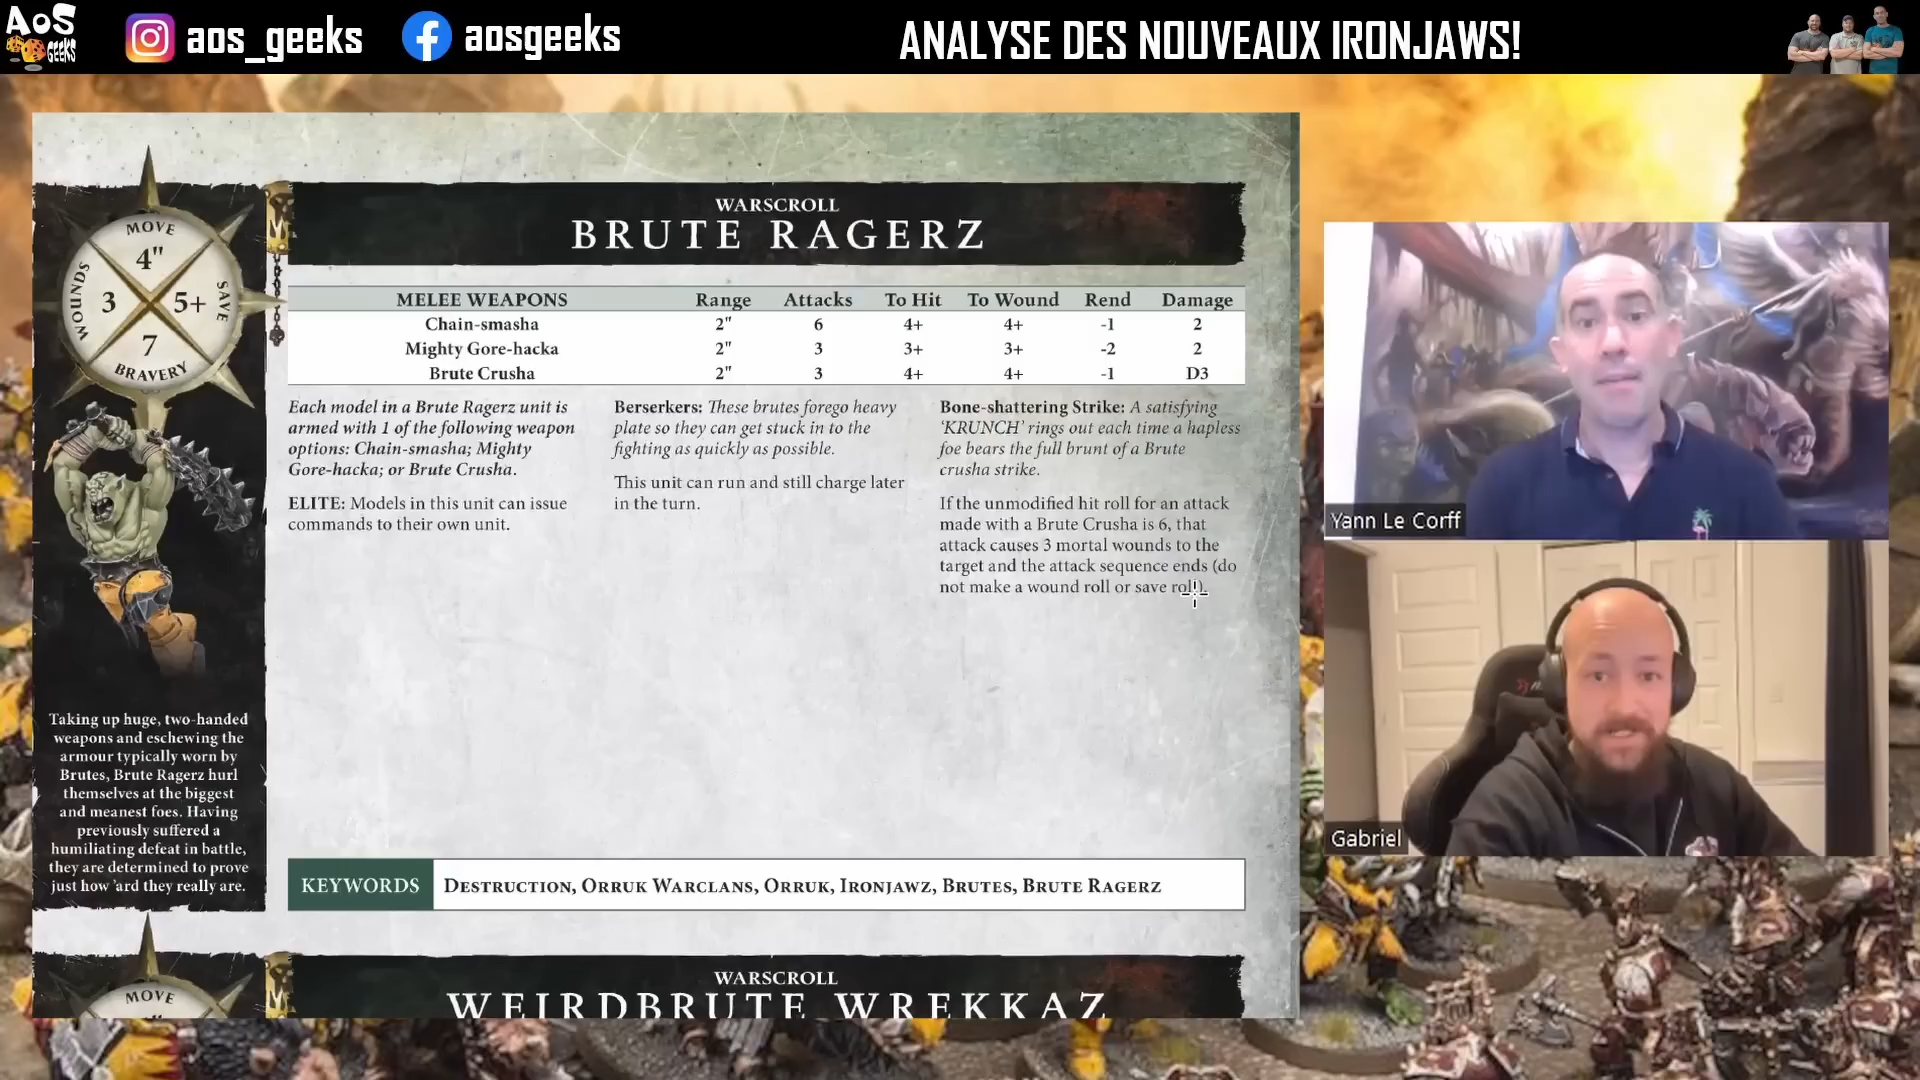 AoS
GEEKS
aos_geeks
aosgeeks
ANALYSE DES NOUVEAUX IRONJAWS!
MOVE
4"
WOUNDS
3
5+
SAVE
7
BRAVERY
WARSCROLL
BRUTE RAGERZ
MELEE WEAPONS Range Attacks To Hit To Wound Rend Damage
Chain-smasha 2" 6 4+ 4+ -1 2
Mighty Gore-hacka 2" 3 3+ 3+ -2 2
Brute Crusha 2" 3 4+ 4+ -1 D3
Each model in a Brute Ragerz unit is
armed with 1 of the following weapon
options: Chain-smasha; Mighty
Gore-hacka; or Brute Crusha.
ELITE: Models in this unit can issue
commands to their own unit.
Berserkers: These brutes forego heavy
plate so they can get stuck in to the
fighting as quickly as possible.
This unit can run and still charge later
in the turn.
Bone-shattering Strike: A satisfying
‘KRUNCH’ rings out each time a hapless
foe bears the full brunt of a Brute
crusha strike.
If the unmodified hit roll for an attack
made with a Brute Crusha is 6, that
attack causes 3 mortal wounds to the
target and the attack sequence ends (do
not make a wound roll or save roll).
Taking up huge, two-handed
weapons and eschewing the
armour typically worn by
Brutes, Brute Ragerz hurl
themselves at the biggest
and meanest foes. Having
previously suffered a
humiliating defeat in battle,
they are determined to prove
just how ’ard they really are.
KEYWORDS DESTRUCTION, ORRUK WARCLANS, ORRUK, IRONJAWZ, BRUTES, BRUTE RAGERZ
MOVE
WARSCROLL
WEIRDBRUTE WREKKAZ
Yann Le Corff
Gabriel